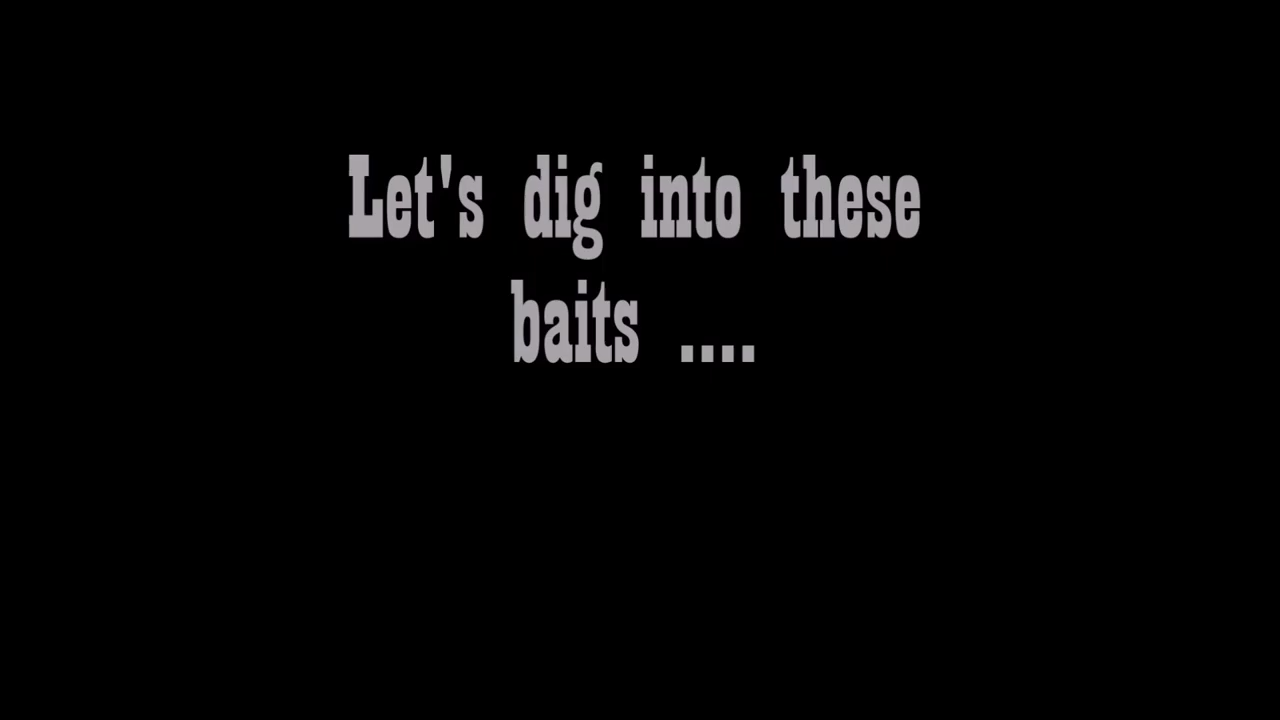 Let's dig into these
baits ....